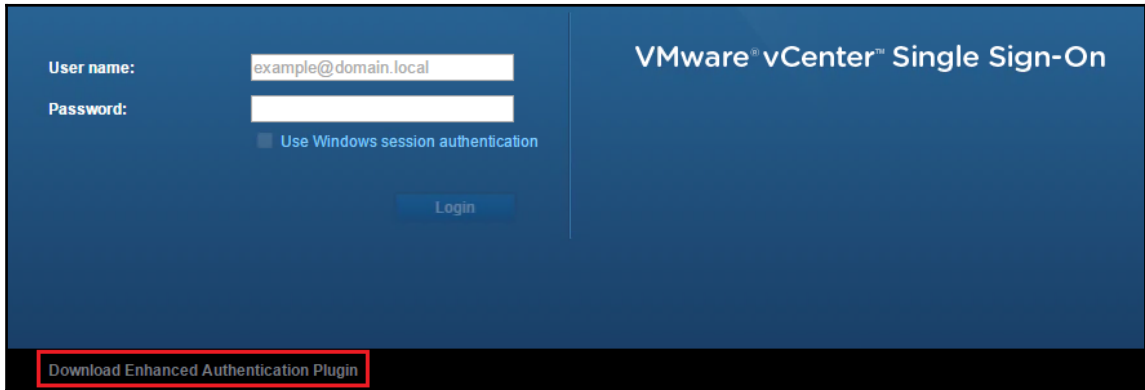 User name:
example@domain.local
VMware® vCenter™ Single Sign-On
Password:
Use Windows session authentication
Login
Download Enhanced Authentication Plugin